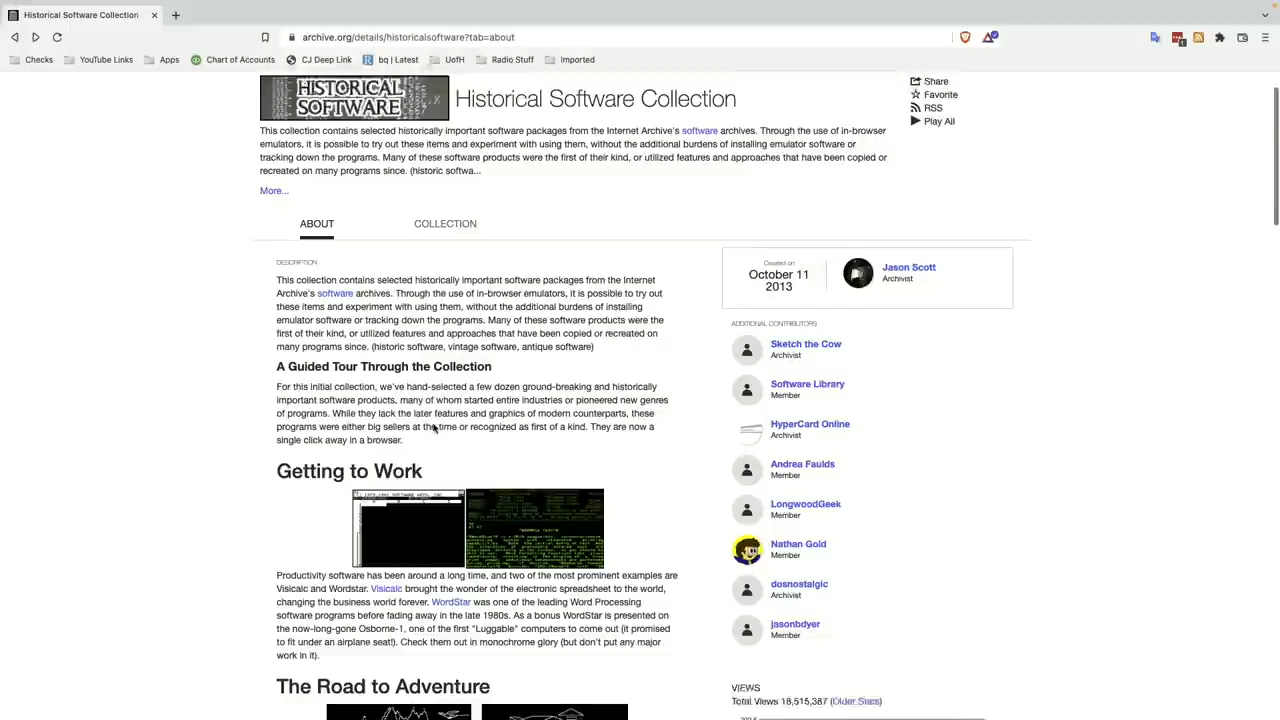 Historical Software Collection
archive.org/details/historicalsoftware?tab=about
1
Checks
YouTube Links
Apps
Chart of Accounts
CJ Deep Link
bq | Latest
UofH
Radio Stuff
Imported
HISTORICAL
SOFTWARE
Historical Software Collection
This collection contains selected historically important software packages from the Internet Archive's software archives. Through the use of in-browser
emulators, it is possible to try out these items and experiment with using them, without the additional burdens of installing emulator software or
tracking down the programs. Many of these software products were the first of their kind, or utilized features and approaches that have been copied or
recreated on many programs since. (historic softwa...
More...
Share
Favorite
RSS
Play All
ABOUT
COLLECTION
DESCRIPTION
This collection contains selected historically important software packages from the Internet
Archive's software archives. Through the use of in-browser emulators, it is possible to try out
these items and experiment with using them, without the additional burdens of installing
emulator software or tracking down the programs. Many of these software products were the
first of their kind, or utilized features and approaches that have been copied or recreated on
many programs since. (historic software, vintage software, antique software)
A Guided Tour Through the Collection
For this initial collection, we've hand-selected a few dozen ground-breaking and historically
important software products, many of whom started entire industries or pioneered new genres
of programs. While they lack the later features and graphics of modern counterparts, these
programs were either big sellers at the time or recognized as first of a kind. They are now a
single click away in a browser.
Getting to Work
Productivity software has been around a long time, and two of the most prominent examples are
Visicalc and Wordstar. Visicalc brought the wonder of the electronic spreadsheet to the world,
changing the business world forever. WordStar was one of the leading Word Processing
software programs before fading away in the late 1980s. As a bonus WordStar is presented on
the now-long-gone Osborne-1, one of the first "Luggable" computers to come out (it promised
to fit under an airplane seat!). Check them out in monochrome glory (but don't put any major
work in it).
The Road to Adventure
Created on
October 11
2013
Jason Scott
Archivist
ADDITIONAL CONTRIBUTORS
Sketch the Cow
Archivist
Software Library
Member
HyperCard Online
Archivist
Andrea Faulds
Member
LongwoodGeek
Member
Nathan Gold
Member
dosnostalgic
Archivist
jasonbdyer
Member
VIEWS
Total Views 18,515,387 (Older Stats)